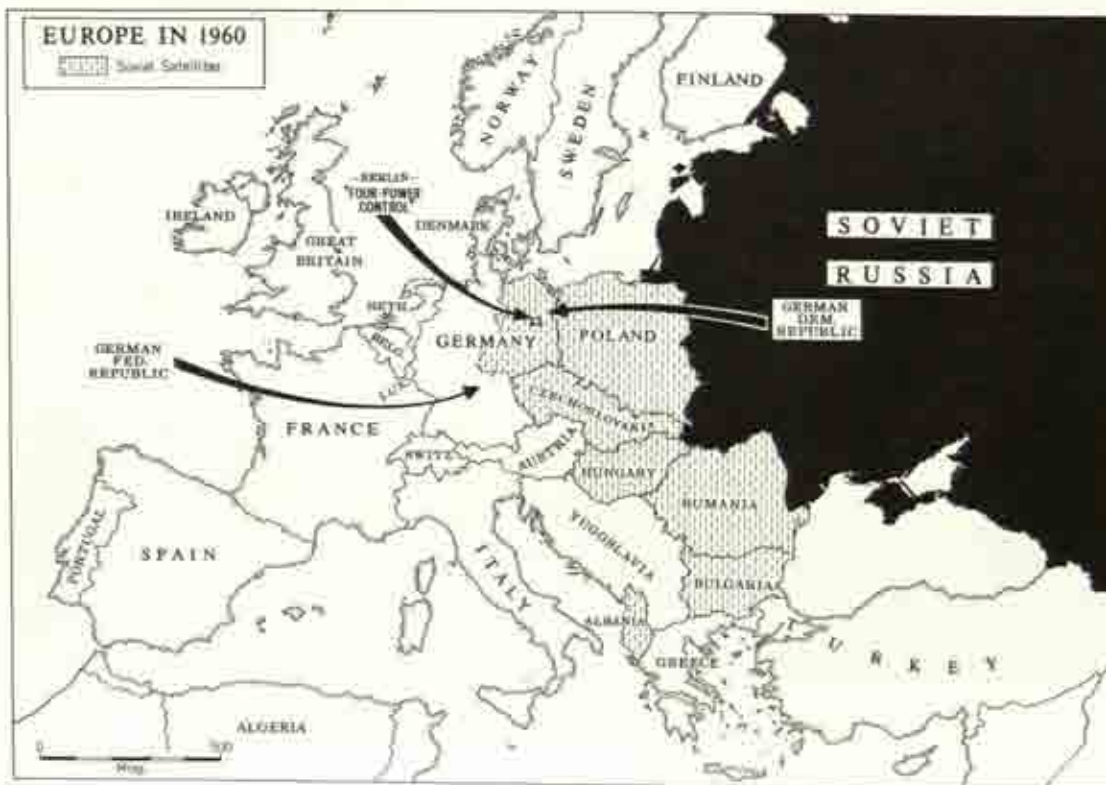 EUROPE IN 1960
Soviet Satellites
FINLAND
NORWAY
SWEDEN
BERLIN
"FOUR-POWER
CONTROL"
DENMARK
IRELAND
GREAT
BRITAIN
SOVIET
RUSSIA
NETH.
GERMAN
DEM.
REPUBLIC
GERMANY
POLAND
BELG.
GERMAN
FED.
REPUBLIC
LUX.
CZECHOSLOVAKIA
FRANCE
SWITZ.
AUSTRIA
HUNGARY
RUMANIA
YUGOSLAVIA
PORTUGAL
SPAIN
ITALY
BULGARIA
ALBANIA
TURKEY
GREECE
ALGERIA
0